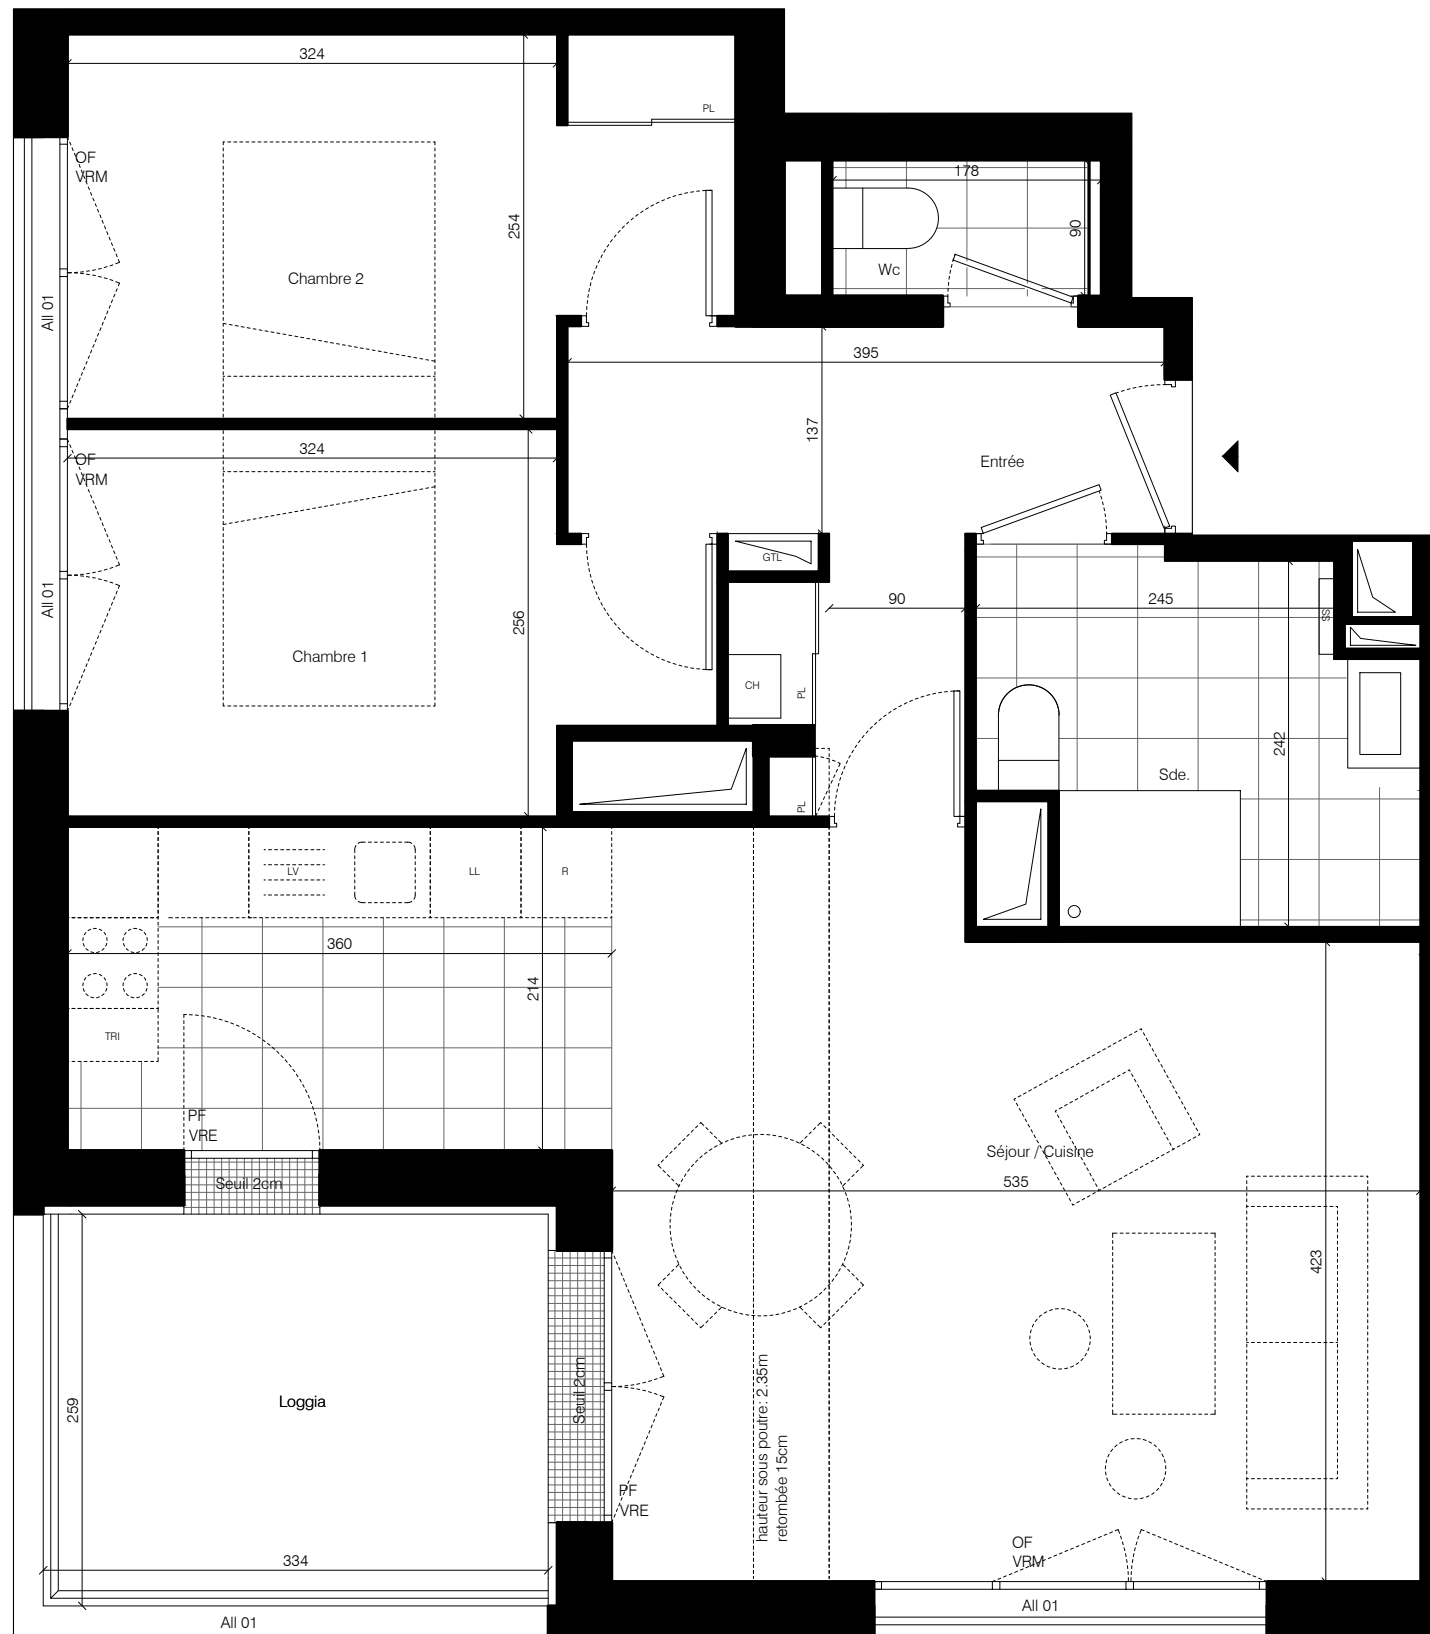 324
PL
OF
VRM
178
254
90
Wc
Chambre 2
All 01
395
137
324
OF
VRM
Entrée
GTL
All 01
256
90
245
SS
Chambre 1
CH
PL
242
Sde.
PL
LV
LL
R
360
214
TRI
PF
VRE
Séjour / Cuisine
Seuil 2cm
535
423
259
Loggia
Seuil 2cm
hauteur sous poutre: 2.35m
retombée 15cm
PF
VRE
OF
VRM
334
All 01
All 01